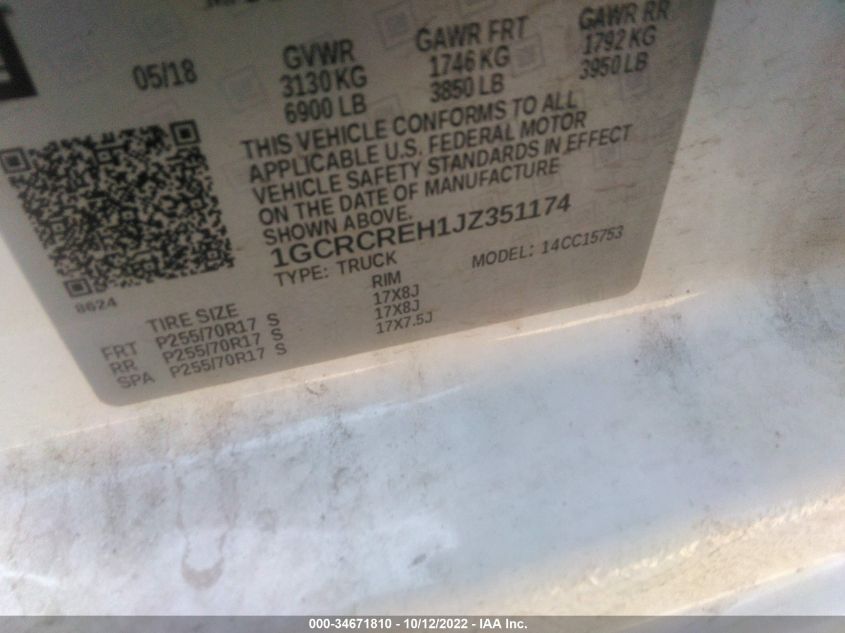 05/18
GVWR
3130 KG
6900 LB
GAWR FRT
1746 KG
3850 LB
GAWR RR
1792 KG
3950 LB
THIS VEHICLE CONFORMS TO ALL
APPLICABLE U.S. FEDERAL MOTOR
VEHICLE SAFETY STANDARDS IN EFFECT
ON THE DATE OF MANUFACTURE
SHOWN ABOVE.
1GCRCREH1JZ351174
TYPE: TRUCK
MODEL: 14CC15753
8624
TIRE SIZE RIM
FRT P255/70R17 S 17X8J
RR P255/70R17 S 17X8J
SPA P255/70R17 S 17X7.5J
000-34671810 - 10/12/2022 - IAA Inc.